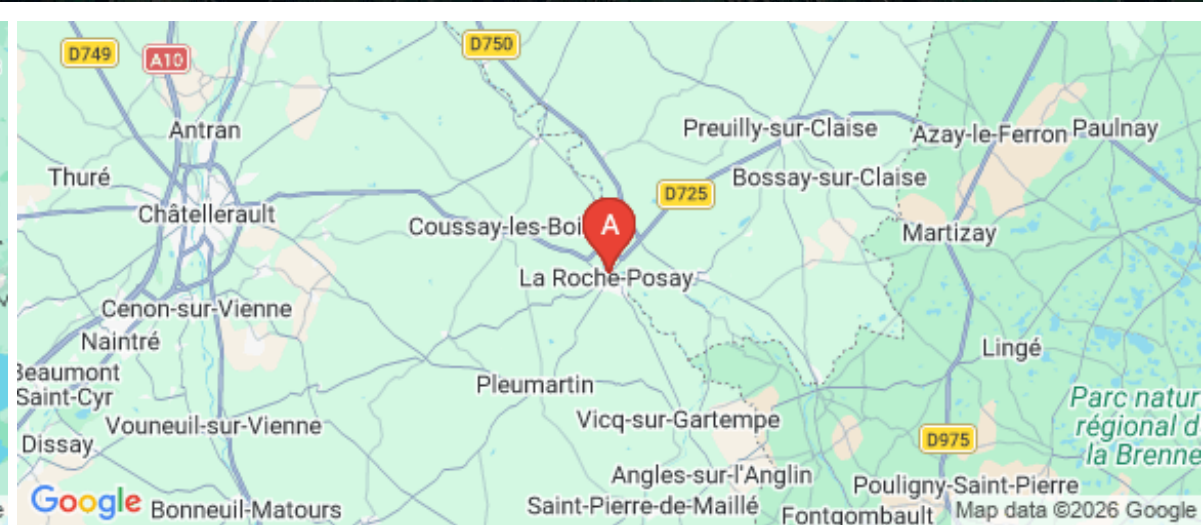 D749
A10
D750
Antran
Preuilly-sur-Claise
Azay-le-Ferron
Paulnay
Thuré
D725
Bossay-sur-Claise
Châtellerault
Coussay-les-Boi
A
Martizay
La Roche-Posay
Cenon-sur-Vienne
Naintré
Lingé
Beaumont
Saint-Cyr
Pleumartin
Parc natur
régional d
la Brenne
Vouneuil-sur-Vienne
Vicq-sur-Gartempe
Dissay
D975
Angles-sur-l'Anglin
Pouligny-Saint-Pierre
Google
Bonneuil-Matours
Saint-Pierre-de-Maillé
Fontgombault
Map data ©2026 Google